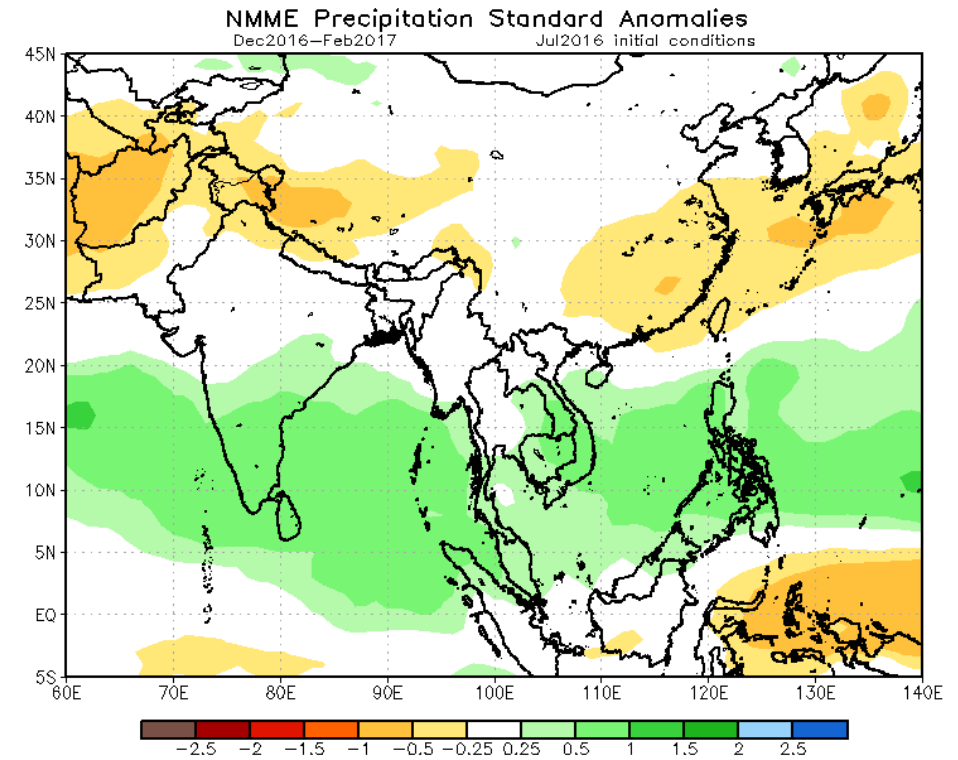 NMME Precipitation Standard Anomalies
Dec2016–Feb2017 Jul2016 initial conditions
45N
40N
35N
30N
25N
20N
15N
10N
5N
EQ
5S
60E 70E 80E 90E 100E 110E 120E 130E 140E
−2.5 −2 −1.5 −1 −0.5 −0.25 0.25 0.5 1 1.5 2 2.5